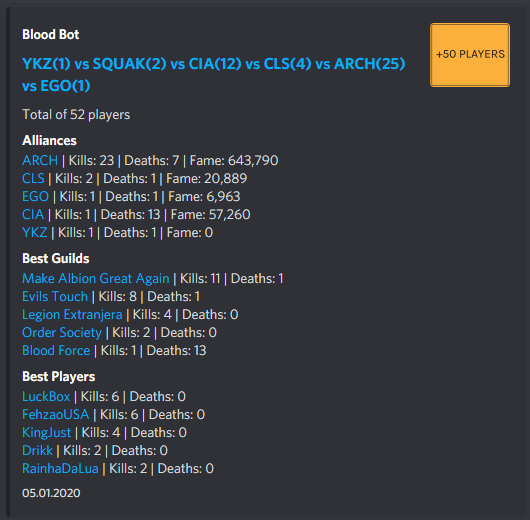 Blood Bot
+50 PLAYERS
YKZ(1) vs SQUAK(2) vs CIA(12) vs CLS(4) vs ARCH(25)
vs EGO(1)
Total of 52 players
Alliances
ARCH | Kills: 23 | Deaths: 7 | Fame: 643,790
CLS | Kills: 2 | Deaths: 1 | Fame: 20,889
EGO | Kills: 1 | Deaths: 1 | Fame: 6,963
CIA | Kills: 1 | Deaths: 13 | Fame: 57,260
YKZ | Kills: 1 | Deaths: 1 | Fame: 0
Best Guilds
Make Albion Great Again | Kills: 11 | Deaths: 1
Evils Touch | Kills: 8 | Deaths: 1
Legion Extranjera | Kills: 4 | Deaths: 0
Order Society | Kills: 2 | Deaths: 0
Blood Force | Kills: 1 | Deaths: 13
Best Players
LuckBox | Kills: 6 | Deaths: 0
FehzaoUSA | Kills: 6 | Deaths: 0
KingJust | Kills: 4 | Deaths: 0
Drikk | Kills: 2 | Deaths: 0
RainhaDaLua | Kills: 2 | Deaths: 0
05.01.2020